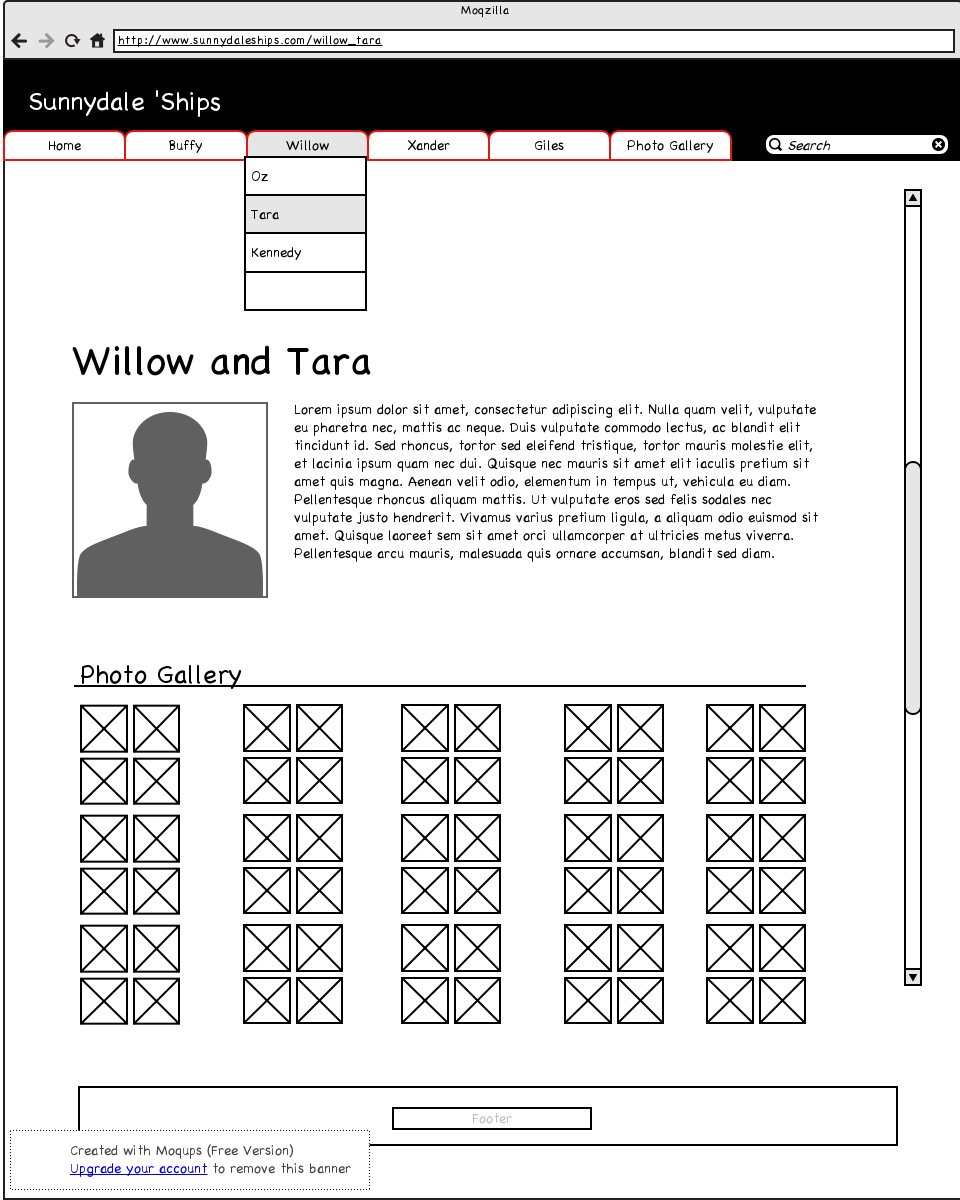 Moqzilla
http://www.sunnydaleships.com/willow_tara
Sunnydale 'Ships
Home
Buffy
Willow
Xander
Giles
Photo Gallery
Search
Oz
Tara
Kennedy
Willow and Tara
Lorem ipsum dolor sit amet, consectetur adipiscing elit. Nulla quam velit, vulputate
eu pharetra nec, mattis ac neque. Duis vulputate commodo lectus, ac blandit elit
tincidunt id. Sed rhoncus, tortor sed eleifend tristique, tortor mauris molestie elit,
et lacinia ipsum quam nec dui. Quisque nec mauris sit amet elit iaculis pretium sit
amet quis magna. Aenean velit odio, elementum in tempus ut, vehicula eu diam.
Pellentesque rhoncus aliquam mattis. Ut vulputate eros sed felis sodales nec
vulputate justo hendrerit. Vivamus varius pretium ligula, a aliquam odio euismod sit
amet. Quisque laoreet sem sit amet orci ullamcorper at ultricies metus viverra.
Pellentesque arcu mauris, malesuada quis ornare accumsan, blandit sed diam.
Photo Gallery
Footer
Created with Moqups (Free Version)
Upgrade your account to remove this banner